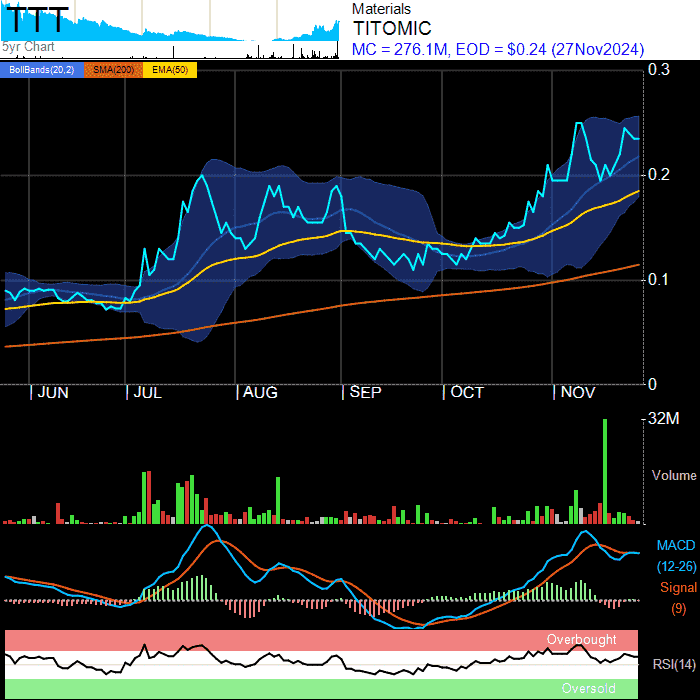 TTT
5yr Chart
Materials
TITOMIC
MC = 276.1M, EOD = $0.24 (27Nov2024)
BollBands(20,2) SMA(200) EMA(50)
0.3
0.2
0.1
0
JUN JUL AUG SEP OCT NOV
32M
Volume
MACD
(12-26)
Signal
(9)
Overbought
RSI(14)
Oversold